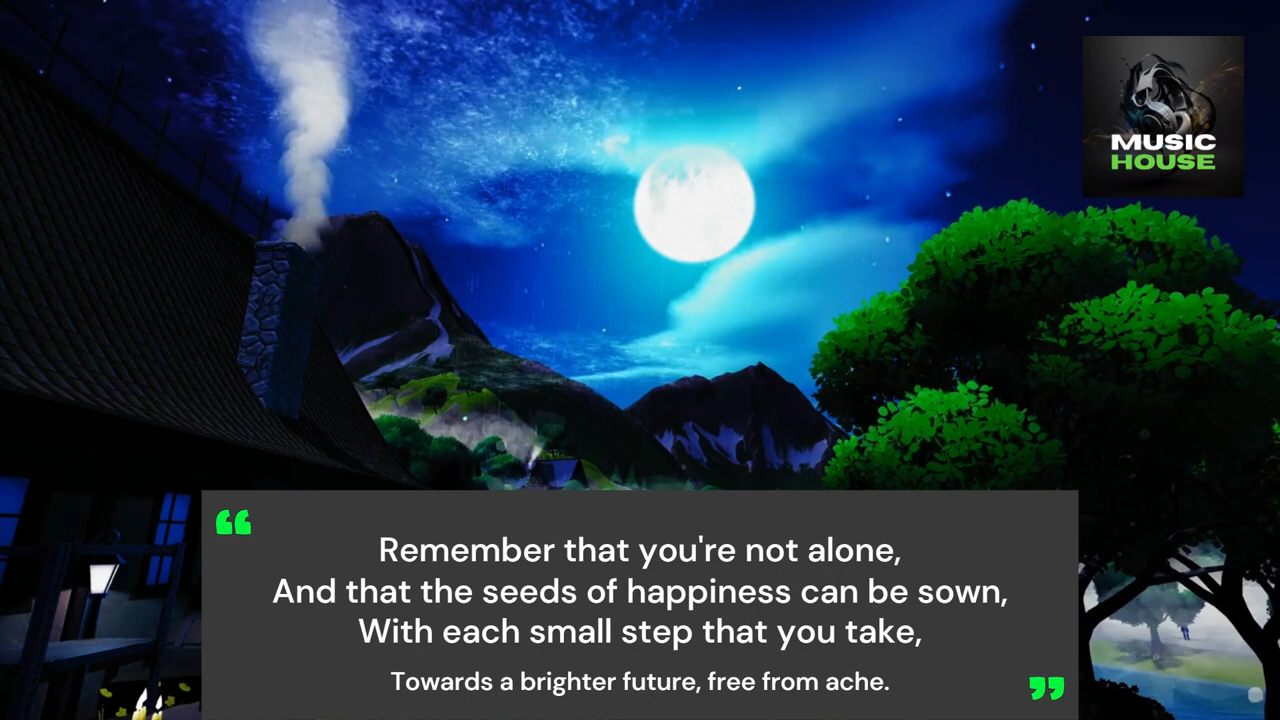 MUSIC
HOUSE
“
Remember that you're not alone,
And that the seeds of happiness can be sown,
With each small step that you take,
Towards a brighter future, free from ache.
”